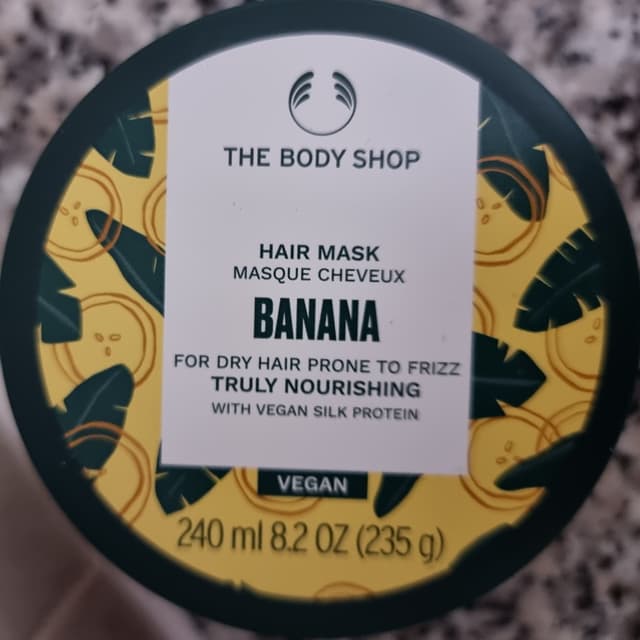 THE BODY SHOP
HAIR MASK
MASQUE CHEVEUX
BANANA
FOR DRY HAIR PRONE TO FRIZZ
TRULY NOURISHING
WITH VEGAN SILK PROTEIN
VEGAN
240 ml 8.2 OZ (235 g)